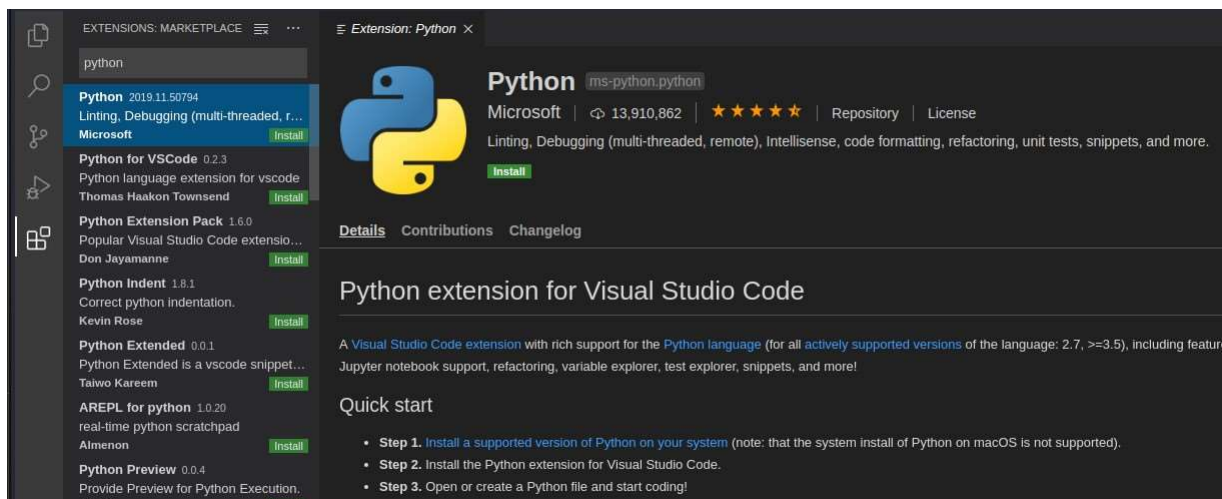 EXTENSIONS: MARKETPLACE
python
Python 2019.11.50794
Linting, Debugging (multi-threaded, r...
Microsoft Install
Python for VSCode 0.2.3
Python language extension for vscode
Thomas Haakon Townsend Install
Python Extension Pack 1.6.0
Popular Visual Studio Code extensio...
Don Jayamanne Install
Python Indent 1.8.1
Correct python indentation.
Kevin Rose Install
Python Extended 0.0.1
Python Extended is a vscode snippet...
Taiwo Kareem Install
AREPL for python 1.0.20
real-time python scratchpad
Almenon Install
Python Preview 0.0.4
Provide Preview for Python Execution.
Extension: Python
Python ms-python.python
Microsoft 13,910,862 Repository License
Linting, Debugging (multi-threaded, remote), Intellisense, code formatting, refactoring, unit tests, snippets, and more.
Install
Details Contributions Changelog
Python extension for Visual Studio Code
A Visual Studio Code extension with rich support for the Python language (for all actively supported versions of the language: 2.7, >=3.5), including featur
Jupyter notebook support, refactoring, variable explorer, test explorer, snippets, and more!
Quick start
• Step 1. Install a supported version of Python on your system (note: that the system install of Python on macOS is not supported).
• Step 2. Install the Python extension for Visual Studio Code.
• Step 3. Open or create a Python file and start coding!